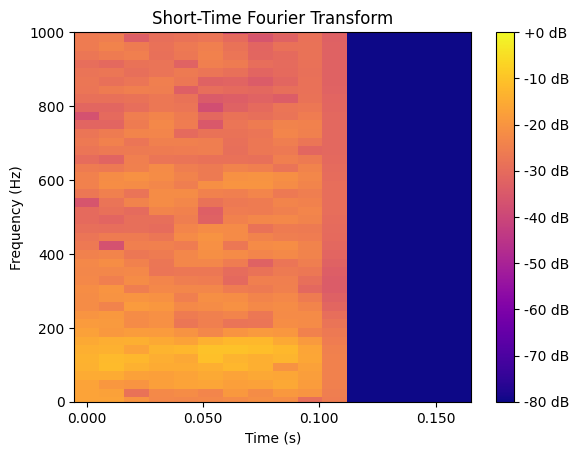 Short-Time Fourier Transform
1000
800
600
400
200
0
Frequency (Hz)
0.000
0.050
0.100
0.150
Time (s)
+0 dB
-10 dB
-20 dB
-30 dB
-40 dB
-50 dB
-60 dB
-70 dB
-80 dB